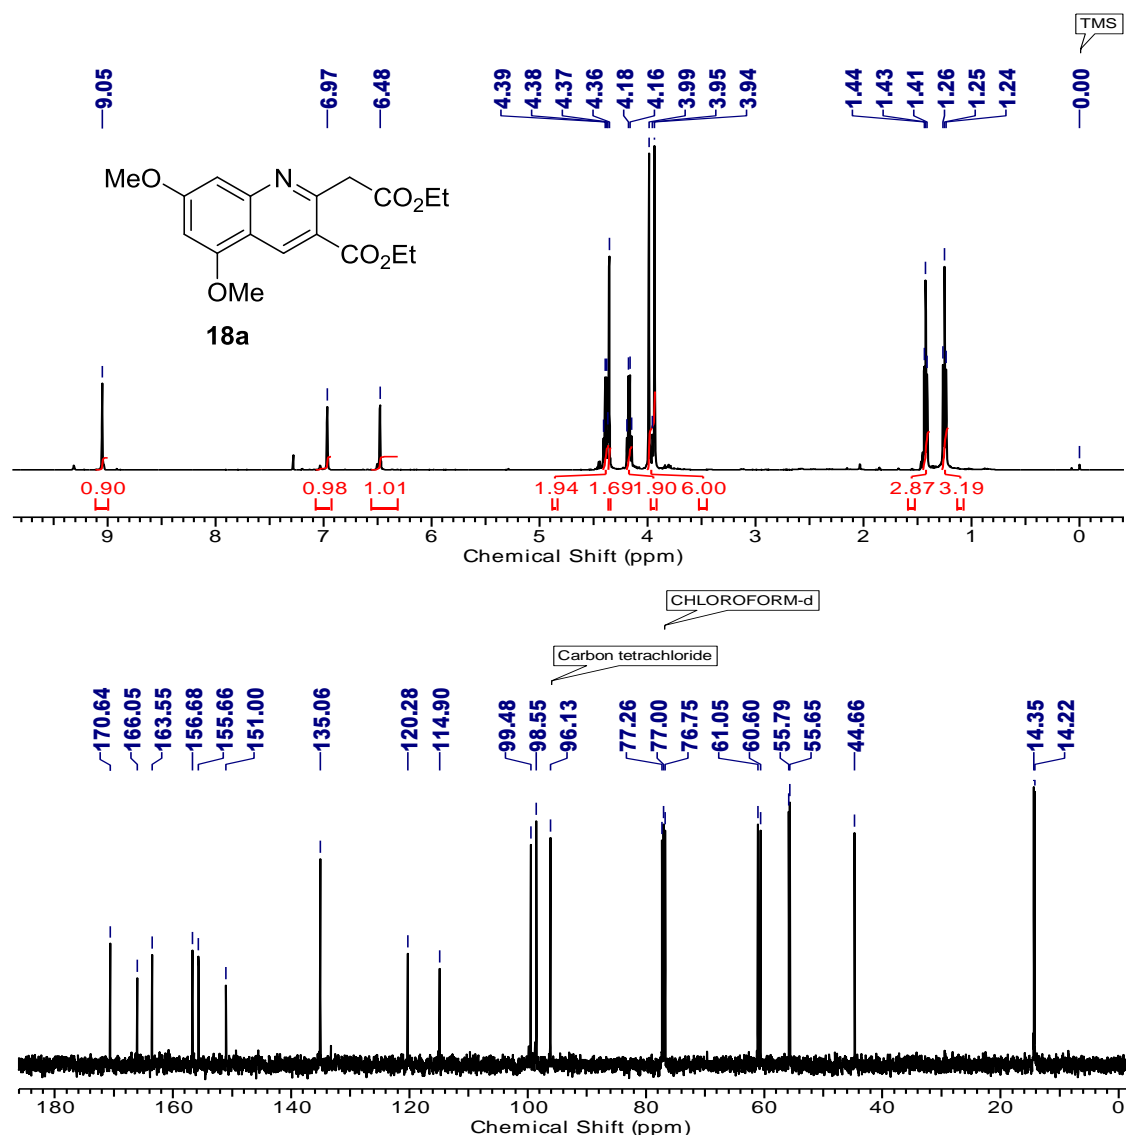 TMS
9.05
6.97
6.48
4.39
4.38
4.37
4.36
4.18
4.16
3.99
3.95
3.94
1.44
1.43
1.41
1.26
1.25
1.24
0.00
MeO
N
CO2Et
CO2Et
OMe
18a
0.90 0.98 1.01 1.94 1.69 1.90 6.00 2.87 3.19
9 8 7 6 5 4 3 2 1 0
Chemical Shift (ppm)
CHLOROFORM-d
Carbon tetrachloride
170.64
166.05
163.55
156.68
155.66
151.00
135.06
120.28
114.90
99.48
98.55
96.13
77.26
77.00
76.75
61.05
60.60
55.79
55.65
44.66
14.35
14.22
180 160 140 120 100 80 60 40 20 0
Chemical Shift (ppm)